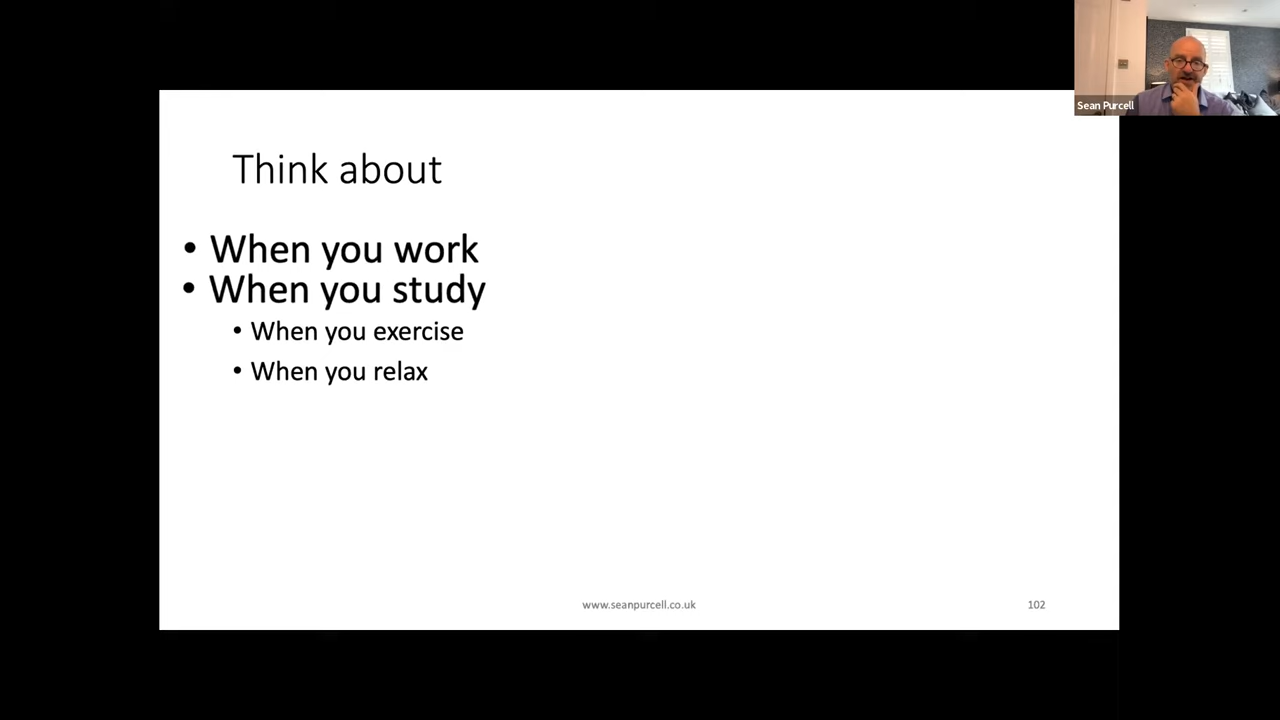 Sean Purcell
Think about
• When you work
• When you study
• When you exercise
• When you relax
www.seanpurcell.co.uk
102